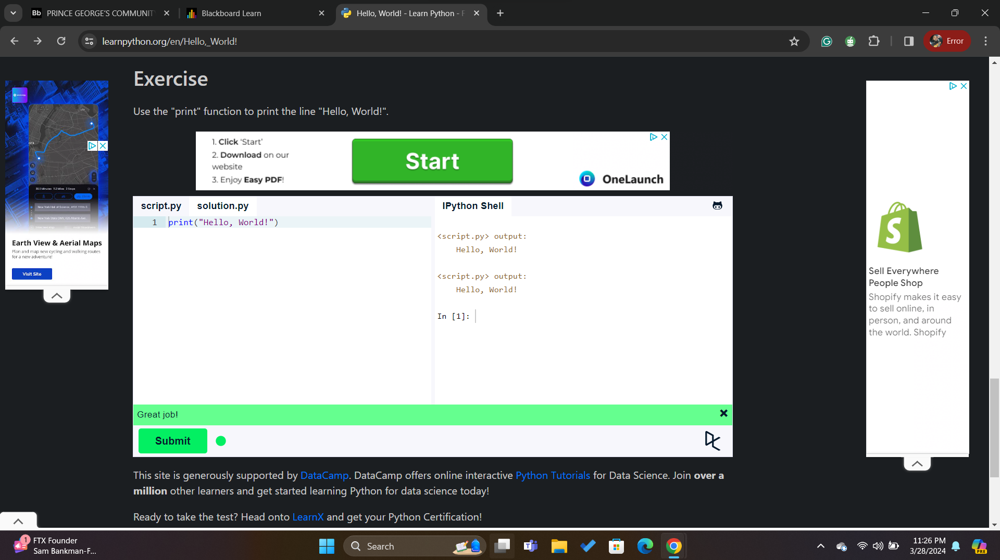 Bb PRINCE GEORGE'S COMMUNIT
Blackboard Learn
Hello, World! - Learn Python - F
learnpython.org/en/Hello,_World!
Error
Exercise
Use the "print" function to print the line "Hello, World!".
1. Click 'Start'
2. Download on our
website
3. Enjoy Easy PDF!
Start
OneLaunch
script.py
solution.py
1 print("Hello, World!")
IPython Shell
<script.py> output:
Hello, World!
<script.py> output:
Hello, World!
In [1]:
Great job!
Submit
This site is generously supported by DataCamp. DataCamp offers online interactive Python Tutorials for Data Science. Join over a
million other learners and get started learning Python for data science today!
Ready to take the test? Head onto LearnX and get your Python Certification!
Earth View & Aerial Maps
Plan and map new cycling and walking routes
for a new adventure!
Visit Site
Sell Everywhere
People Shop
Shopify makes it easy
to sell online, in
person, and around
the world. Shopify
1
FTX Founder
Sam Bankman-F...
Search
11:26 PM
3/28/2024
PRE